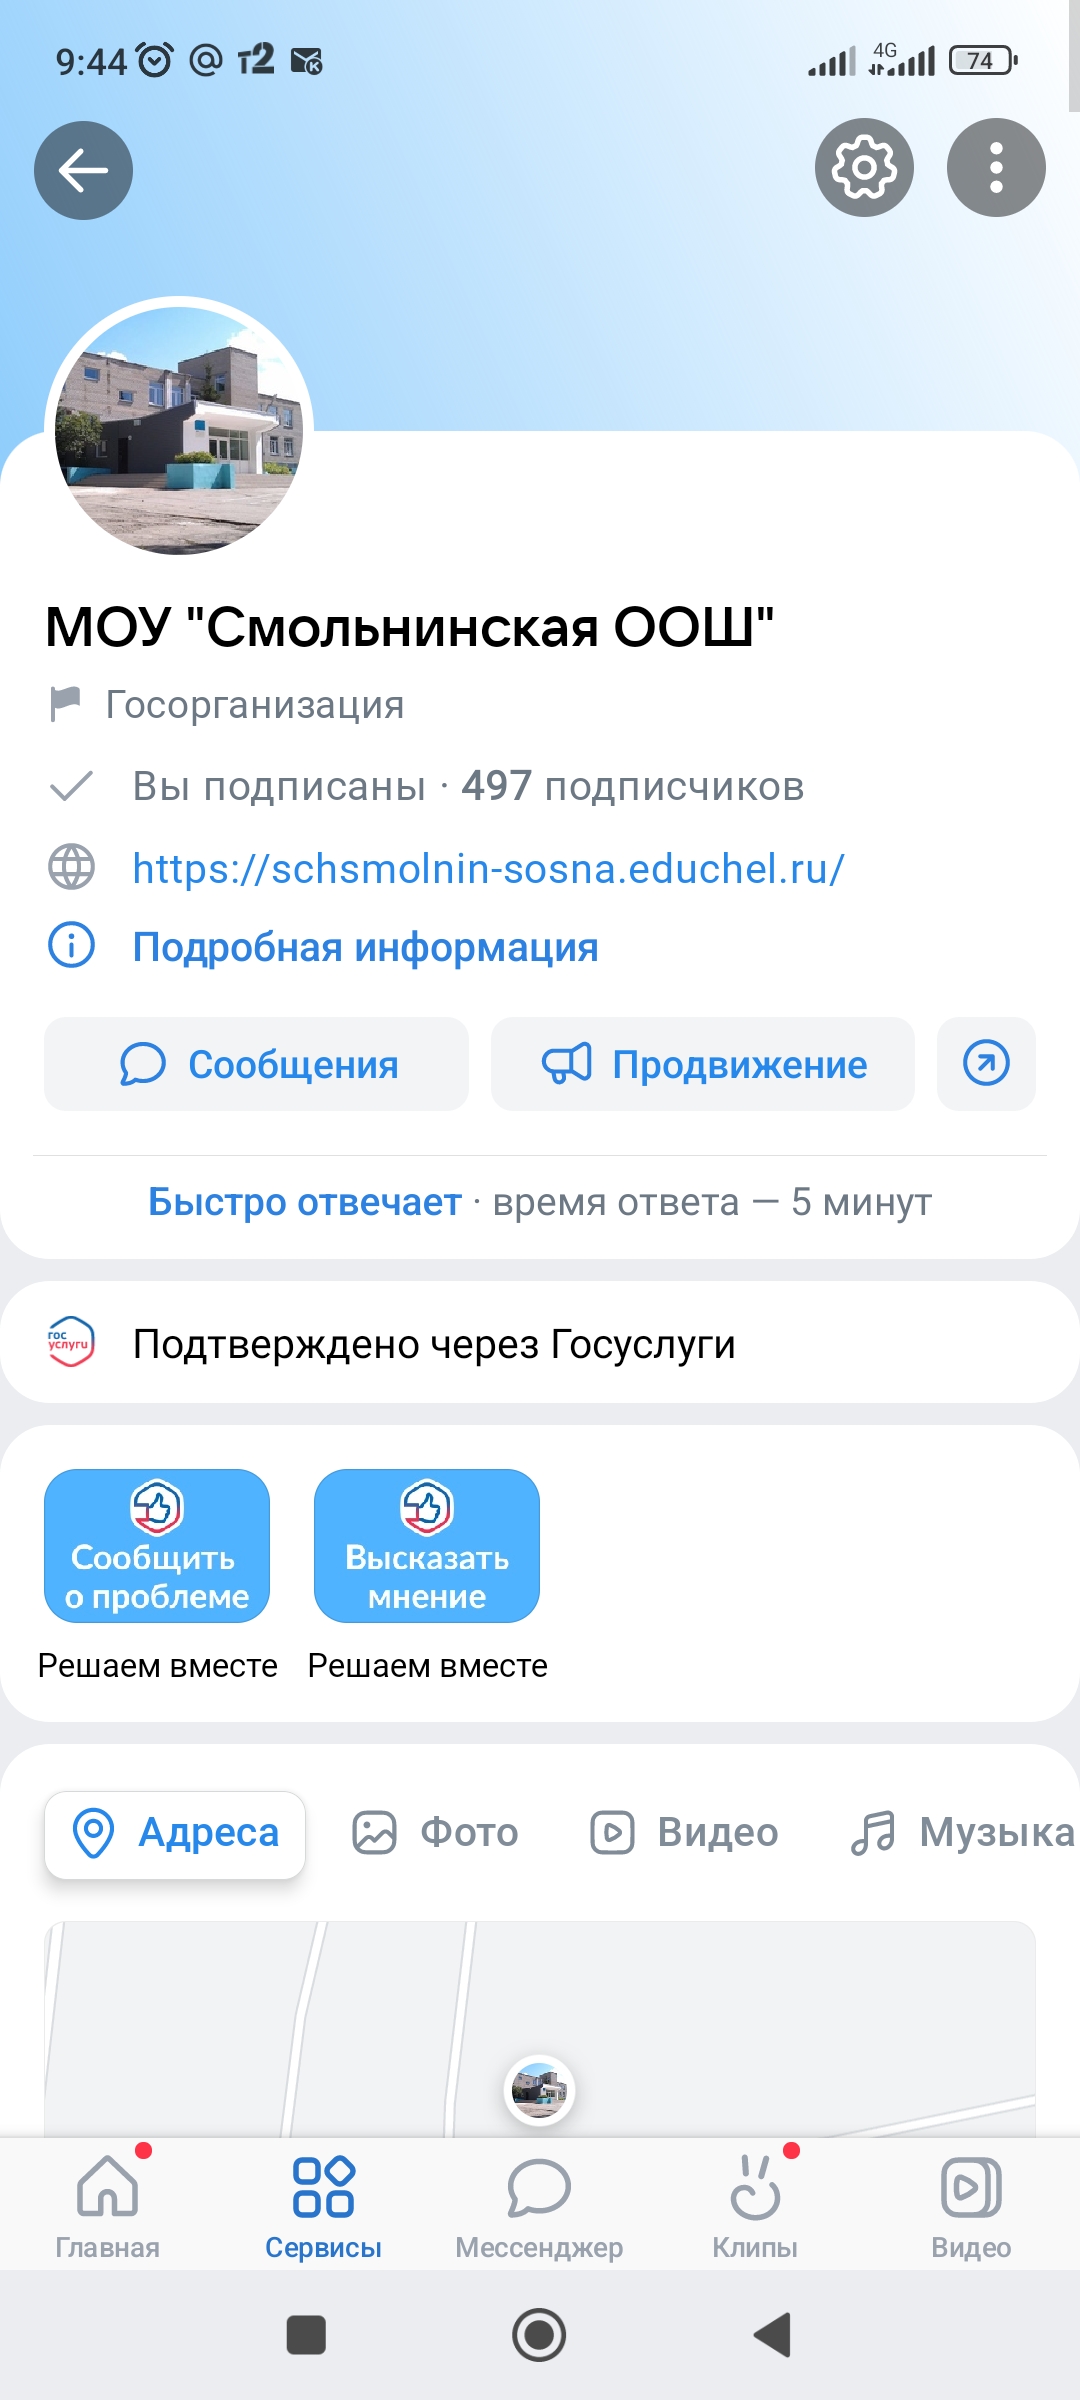 9:44
т2
4G
74
МОУ "Смольнинская ООШ"
Госорганизация
Вы подписаны · 497 подписчиков
https://schsmolnin-sosna.educhel.ru/
Подробная информация
Сообщения
Продвижение
Быстро отвечает · время ответа — 5 минут
гос
услуги
Подтверждено через Госуслуги
Сообщить
о проблеме
Высказать
мнение
Решаем вместе
Решаем вместе
Адреса
Фото
Видео
Музыка
Главная
Сервисы
Мессенджер
Клипы
Видео